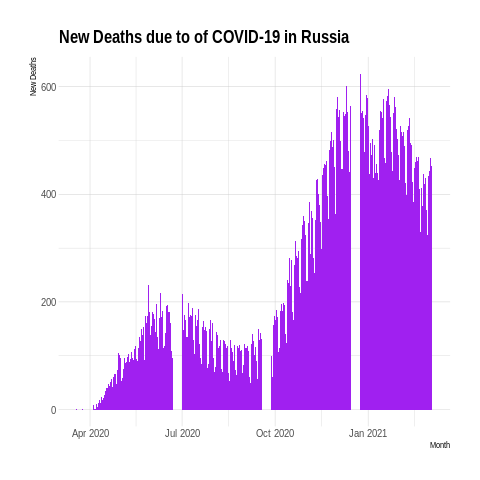 New Deaths due to of COVID-19 in Russia
New Deaths
600
400
200
0
Apr 2020 Jul 2020 Oct 2020 Jan 2021
Month